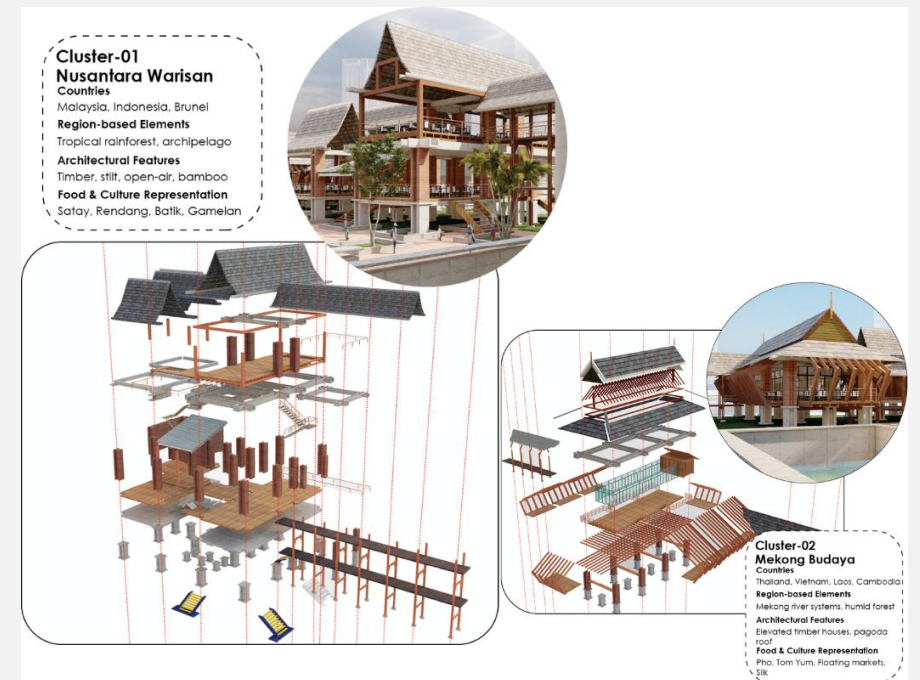 Cluster-01
Nusantara Warisan
Countries
Malaysia, Indonesia, Brunei
Region-based Elements
Tropical rainforest, archipelago
Architectural Features
Timber, stilt, open-air, bamboo
Food & Culture Representation
Satay, Rendang, Batik, Gamelan
Cluster-02
Mekong Budaya
Countries
Thailand, Vietnam, Laos, Cambodia
Region-based Elements
Mekong river systems, humid forest
Architectural Features
Elevated timber houses, pagoda
roof
Food & Culture Representation
Pho, Tom Yum, Floating markets,
Silk